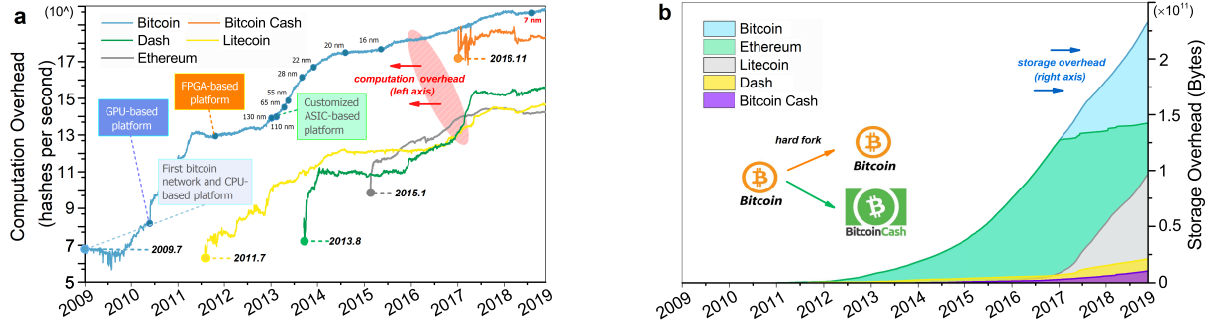 a
(10^)
Computation Overhead
(hashes per second)
Bitcoin
Bitcoin Cash
Dash
Litecoin
Ethereum
17
15
13
11
9
7
5
GPU-based
platform
FPGA-based
platform
Customized
ASIC-based
platform
First bitcoin
network and CPU-
based platform
130 nm
110 nm
65 nm
55 nm
28 nm
22 nm
20 nm
16 nm
7 nm
computation overhead
(left axis)
2009.7
2011.7
2013.8
2015.1
2015.11
2009
2010
2011
2012
2013
2014
2015
2016
2017
2018
2019
b
Bitcoin
Ethereum
Litecoin
Dash
Bitcoin Cash
storage overhead
(right axis)
hard fork
Bitcoin
Bitcoin
BitcoinCash
(×10¹¹)
2
1.5
1
0.5
0
Storage Overhead (Bytes)
2009
2010
2011
2012
2013
2014
2015
2016
2017
2018
2019